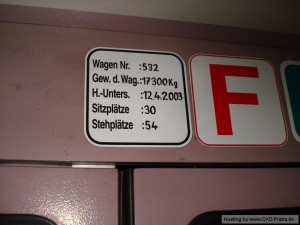 Wagen Nr. :532
Gew. d. Wag.:17300Kg
H.-Unters. :12.4.2003
Sitzplätze :30
Stehplätze :54
F
Hosting by www.CKD-Praha.de